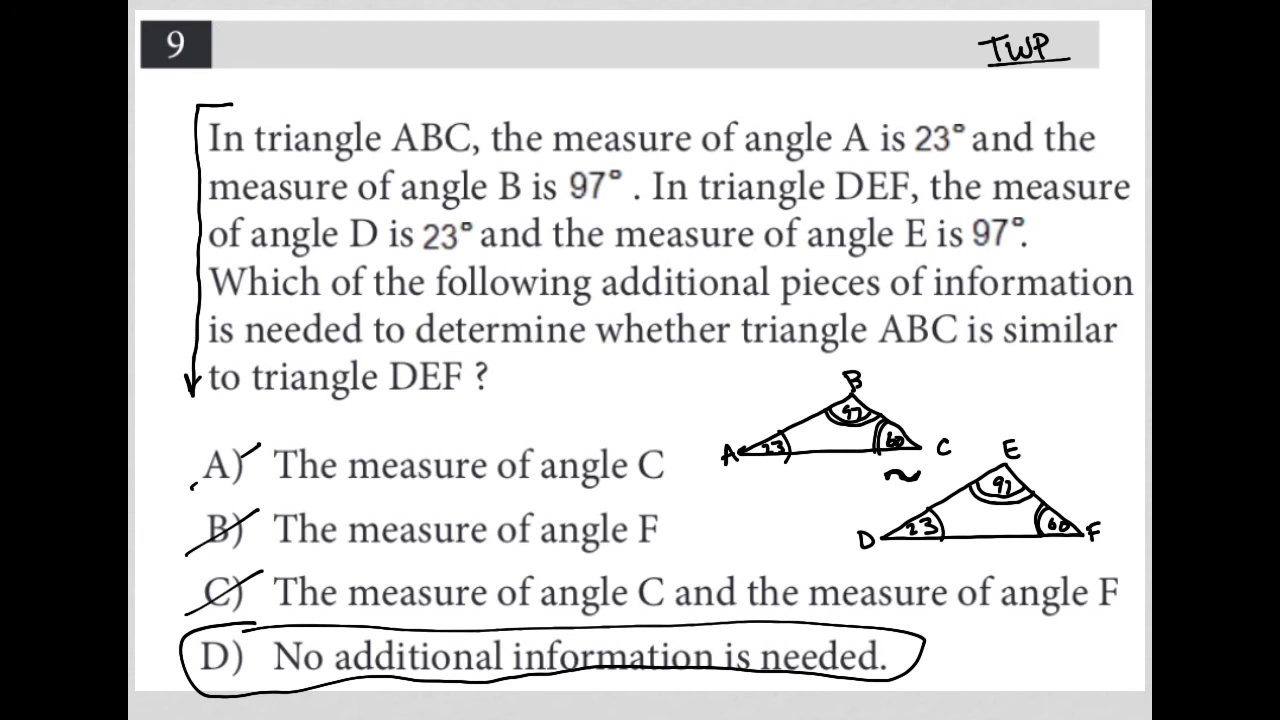 9
TWP
In triangle ABC, the measure of angle A is 23° and the
measure of angle B is 97° . In triangle DEF, the measure
of angle D is 23° and the measure of angle E is 97°.
Which of the following additional pieces of information
is needed to determine whether triangle ABC is similar
to triangle DEF ?
B
97
A) The measure of angle C
A 23 60 C
~
E
97
B) The measure of angle F
D 23 60 F
C) The measure of angle C and the measure of angle F
D) No additional information is needed.